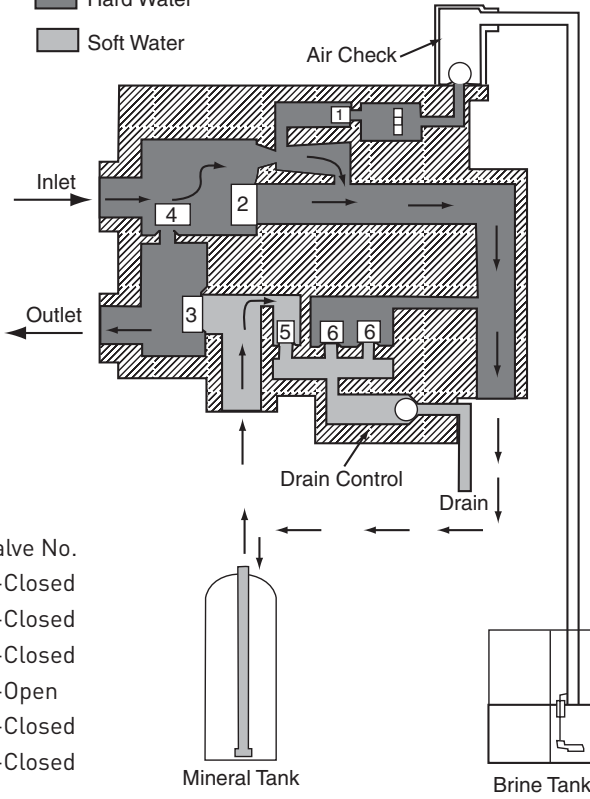 Hard Water
Soft Water
Air Check
1
Inlet
4
2
Outlet
3
5
6
6
Drain Control
Drain
Valve No.
-Closed
-Closed
-Closed
-Open
-Closed
-Closed
Mineral Tank
Brine Tank